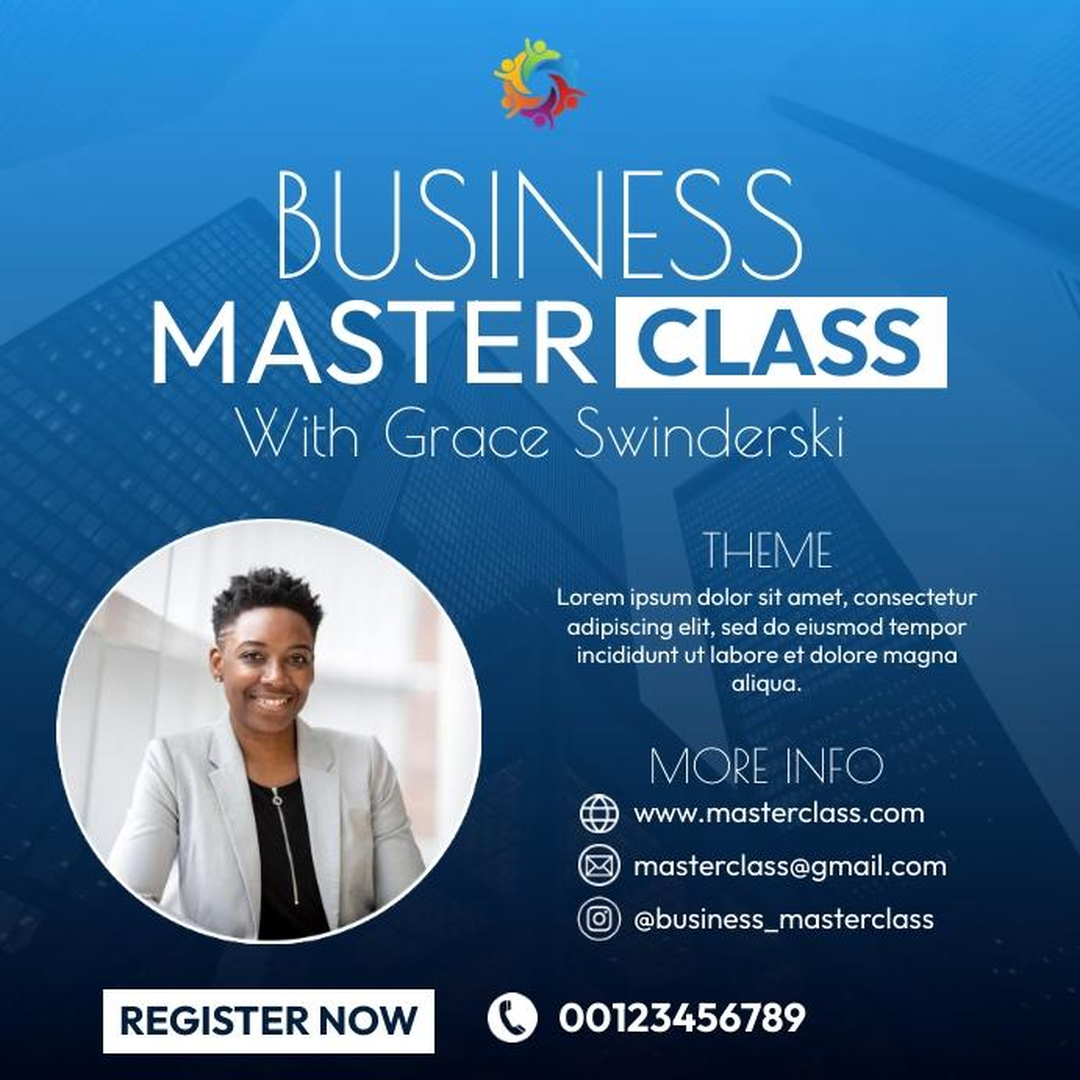 BUSINESS
MASTER CLASS
With Grace Swinderski
THEME
Lorem ipsum dolor sit amet, consectetur
adipiscing elit, sed do eiusmod tempor
incididunt ut labore et dolore magna
aliqua.
MORE INFO
www.masterclass.com
masterclass@gmail.com
@business_masterclass
REGISTER NOW
00123456789